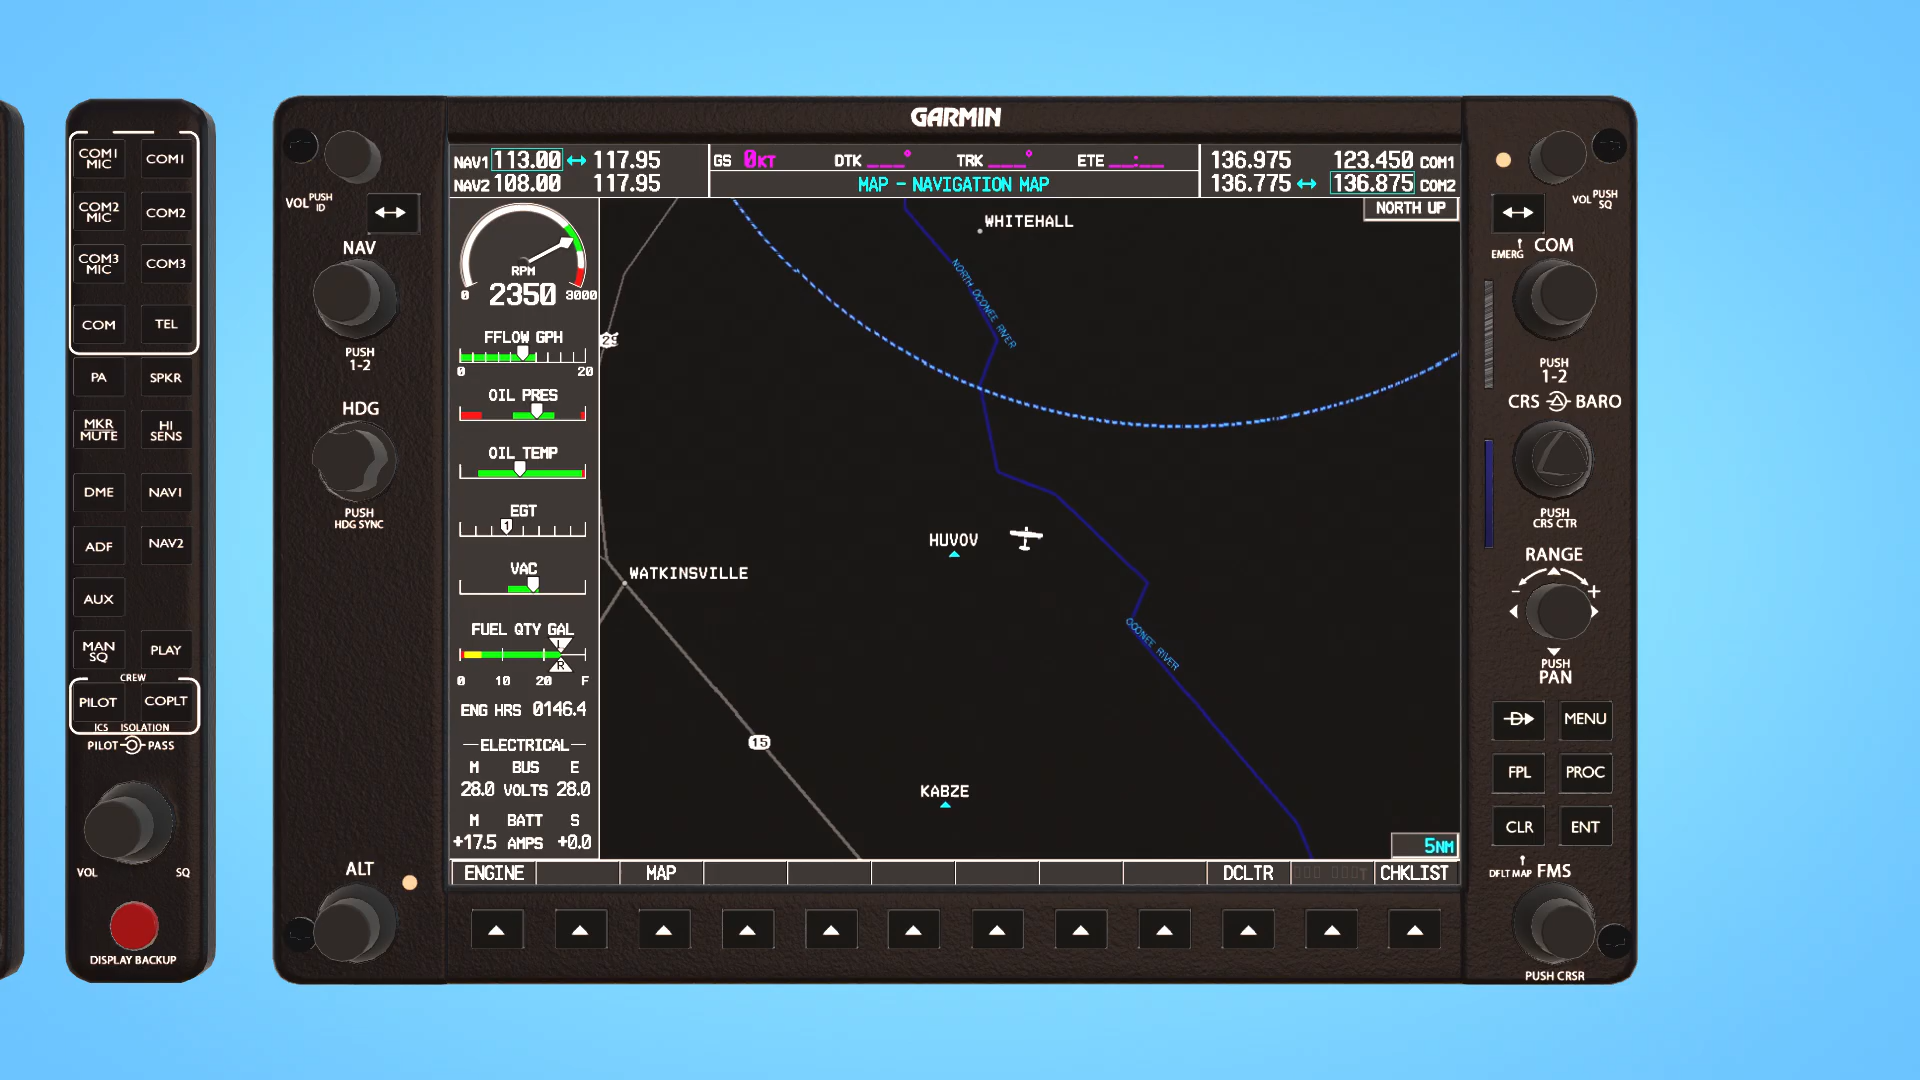 GARMIN
NAV1 113.00 ↔ 117.95
NAV2 108.00 117.95
GS 0KT DTK ___° TRK ___° ETE __:__
MAP - NAVIGATION MAP
136.975 123.450 COM1
136.775 ↔ 136.875 COM2
NORTH UP
COM1 MIC
COM1
COM2 MIC
COM2
COM3 MIC
COM3
COM
TEL
PA
SPKR
MKR MUTE
HI SENS
DME
NAV1
ADF
NAV2
AUX
MAN SQ
PLAY
CREW
PILOT
COPLT
ICS ISOLATION
PILOT PASS
VOL SQ
DISPLAY BACKUP
VOL PUSH ID
NAV
PUSH
1-2
HDG
PUSH
HDG SYNC
ALT
RPM
0 2350 3000
FFLOW GPH
0 20
OIL PRES
OIL TEMP
EGT
1
VAC
FUEL QTY GAL
L
R
0 10 20 F
ENG HRS 0146.4
ELECTRICAL
M BUS E
28.0 VOLTS 28.0
M BATT S
+17.5 AMPS +0.0
WHITEHALL
NORTH OCONEE RIVER
29
HUVOV
WATKINSVILLE
OCONEE RIVER
15
KABZE
5NM
ENGINE
MAP
DCLTR
CHKLIST
VOL PUSH SQ
EMERG
COM
PUSH
1-2
CRS BARO
PUSH
CRS CTR
RANGE
- +
PUSH
PAN
D
MENU
FPL
PROC
CLR
ENT
DFLT MAP FMS
PUSH CRSR